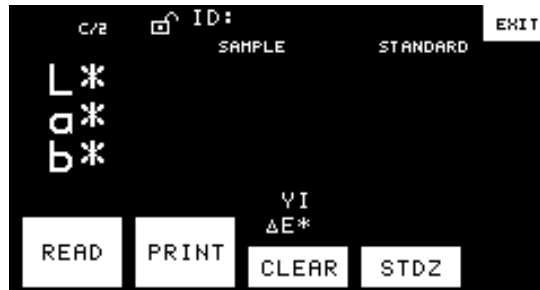 C/2 ID: EXIT
SAMPLE STANDARD
L*
a*
b*
YI
ΔE*
READ PRINT CLEAR STDZ